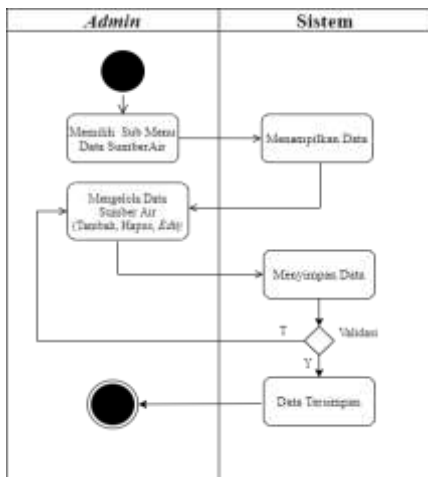 Admin
Sistem
Memilih Sub Menu
Data SumberAir
Menampilkan Data
Mengelola Data
Sumber Air
(Tambah, Hapus, Edit)
Menyimpan Data
T
Validasi
Y
Data Tersimpan